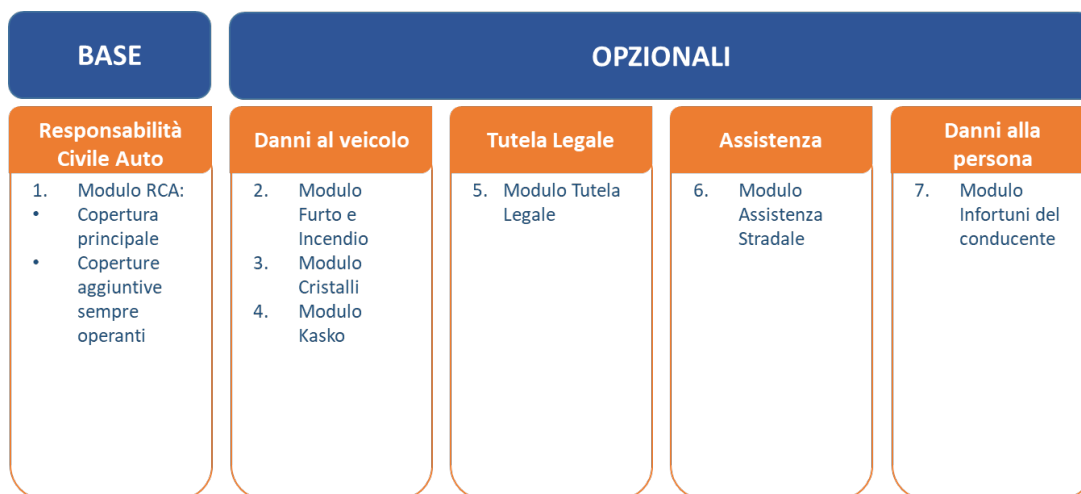 BASE
OPZIONALI
Responsabilità
Civile Auto
1. Modulo RCA:
• Copertura
principale
• Coperture
aggiuntive
sempre
operanti
Danni al veicolo
2. Modulo
Furto e
Incendio
3. Modulo
Cristalli
4. Modulo
Kasko
Tutela Legale
5. Modulo Tutela
Legale
Assistenza
6. Modulo
Assistenza
Stradale
Danni alla
persona
7. Modulo
Infortuni del
conducente